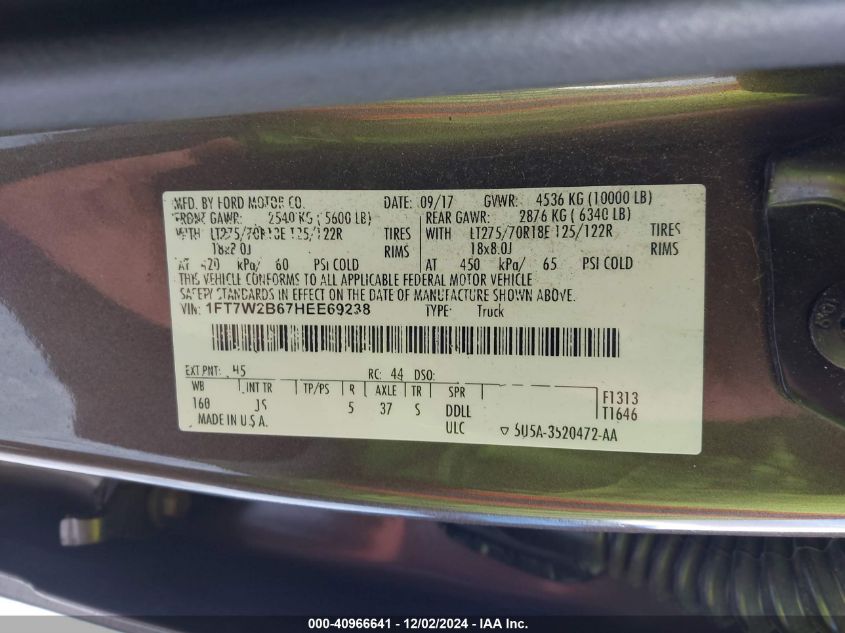 MFD. BY FORD MOTOR CO. DATE: 09/17 GVWR: 4536 KG (10000 LB)
FRONT GAWR: 2540 KG (5600 LB) REAR GAWR: 2876 KG (6340 LB)
WITH LT275/70R18E 125/122R TIRES WITH LT275/70R18E 125/122R TIRES
18x8.0J RIMS 18x8.0J RIMS
AT 420 kPa/ 60 PSI COLD AT 450 kPa/ 65 PSI COLD
THIS VEHICLE CONFORMS TO ALL APPLICABLE FEDERAL MOTOR VEHICLE
SAFETY STANDARDS IN EFFECT ON THE DATE OF MANUFACTURE SHOWN ABOVE.
VIN: 1FT7W2B67HEE69238 TYPE: Truck
EXT PNT: 45 RC: 44 DSO:
WB INT TR TP/PS R AXLE TR SPR F1313
160 JS 5 37 S DDLL T1646
MADE IN U.S.A. ULC ▽ 5U5A-3520472-AA
000-40966641 - 12/02/2024 - IAA Inc.